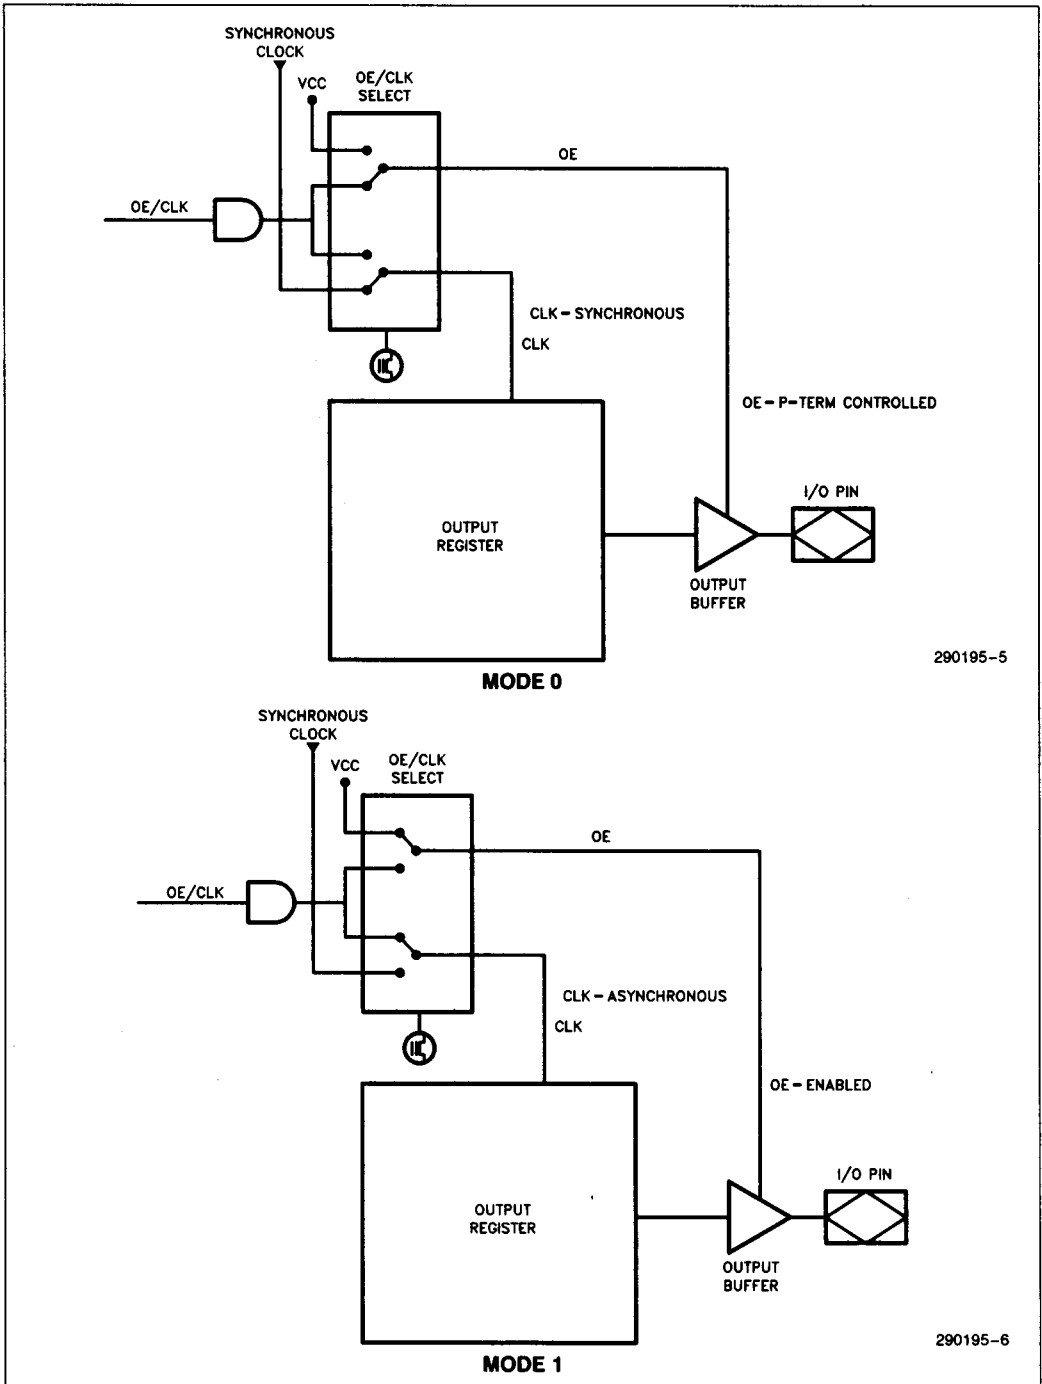 SYNCHRONOUS
CLOCK
VCC
OE/CLK
SELECT
OE
OE/CLK
CLK-SYNCHRONOUS
CLK
OE-P-TERM CONTROLLED
I/O PIN
OUTPUT
REGISTER
OUTPUT
BUFFER
290195-5
MODE 0
SYNCHRONOUS
CLOCK
VCC
OE/CLK
SELECT
OE
OE/CLK
CLK-ASYNCHRONOUS
CLK
OE-ENABLED
I/O PIN
OUTPUT
REGISTER
OUTPUT
BUFFER
290195-6
MODE 1